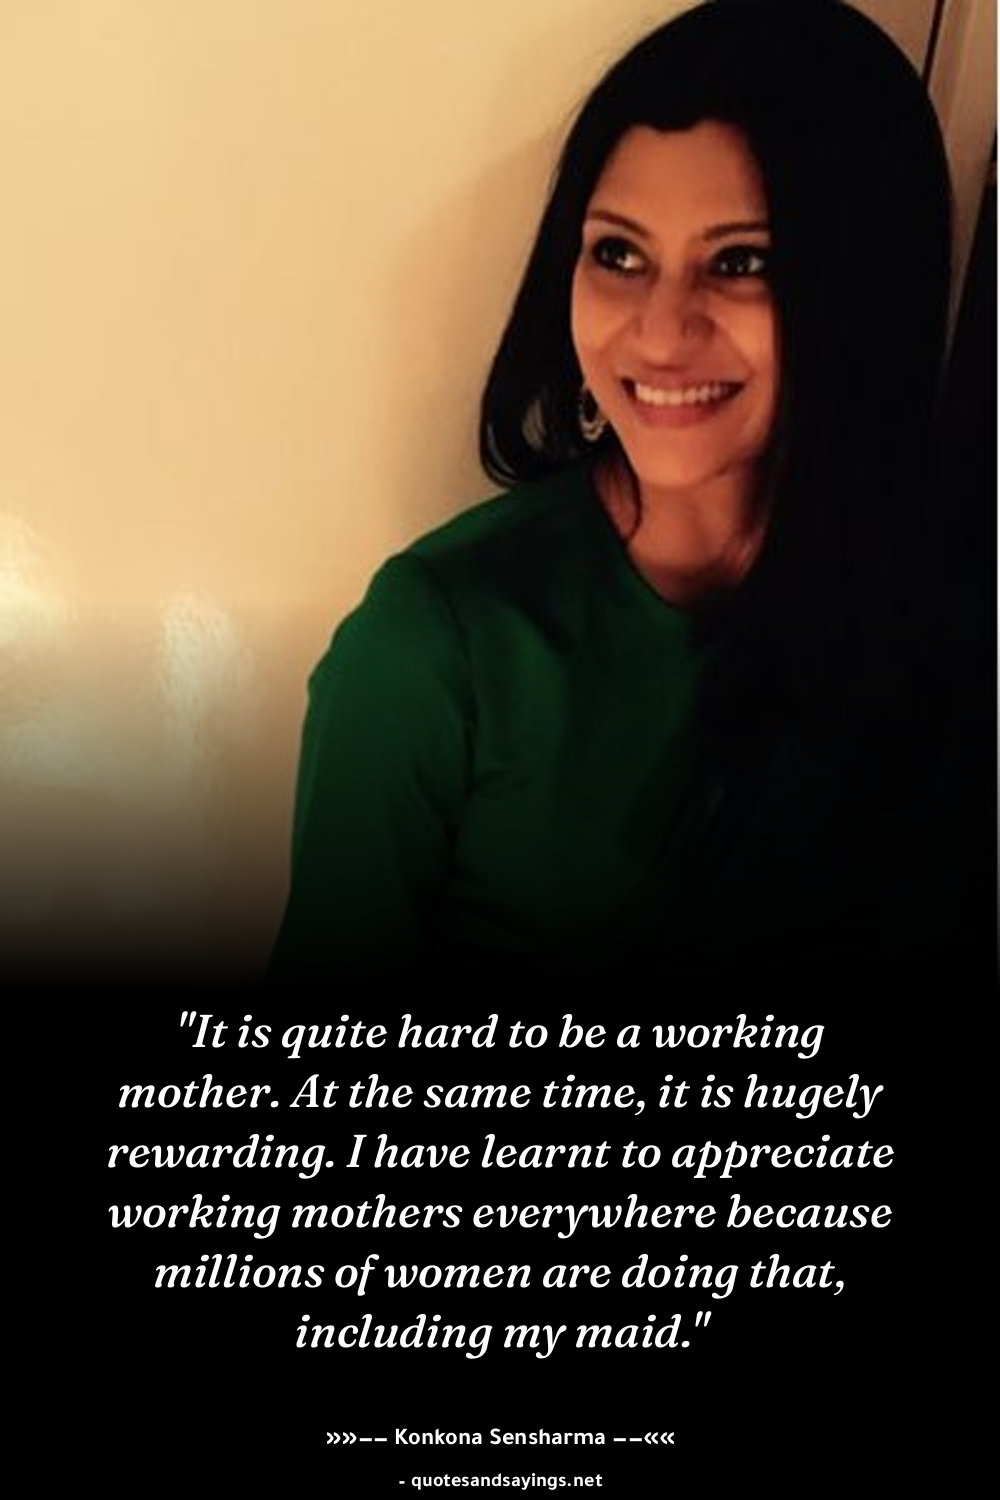 "It is quite hard to be a working
mother. At the same time, it is hugely
rewarding. I have learnt to appreciate
working mothers everywhere because
millions of women are doing that,
including my maid."
»»–– Konkona Sensharma ––««
- quotesandsayings.net